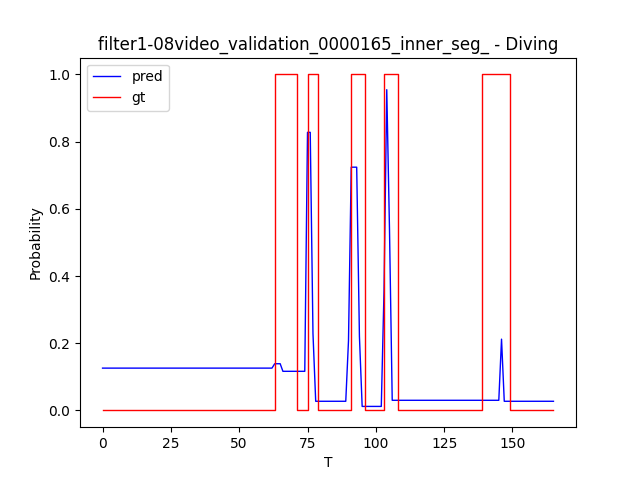 filter1-08video_validation_0000165_inner_seg_ - Diving
pred
gt
1.0
0.8
0.6
0.4
0.2
0.0
Probability
0
25
50
75
100
125
150
T